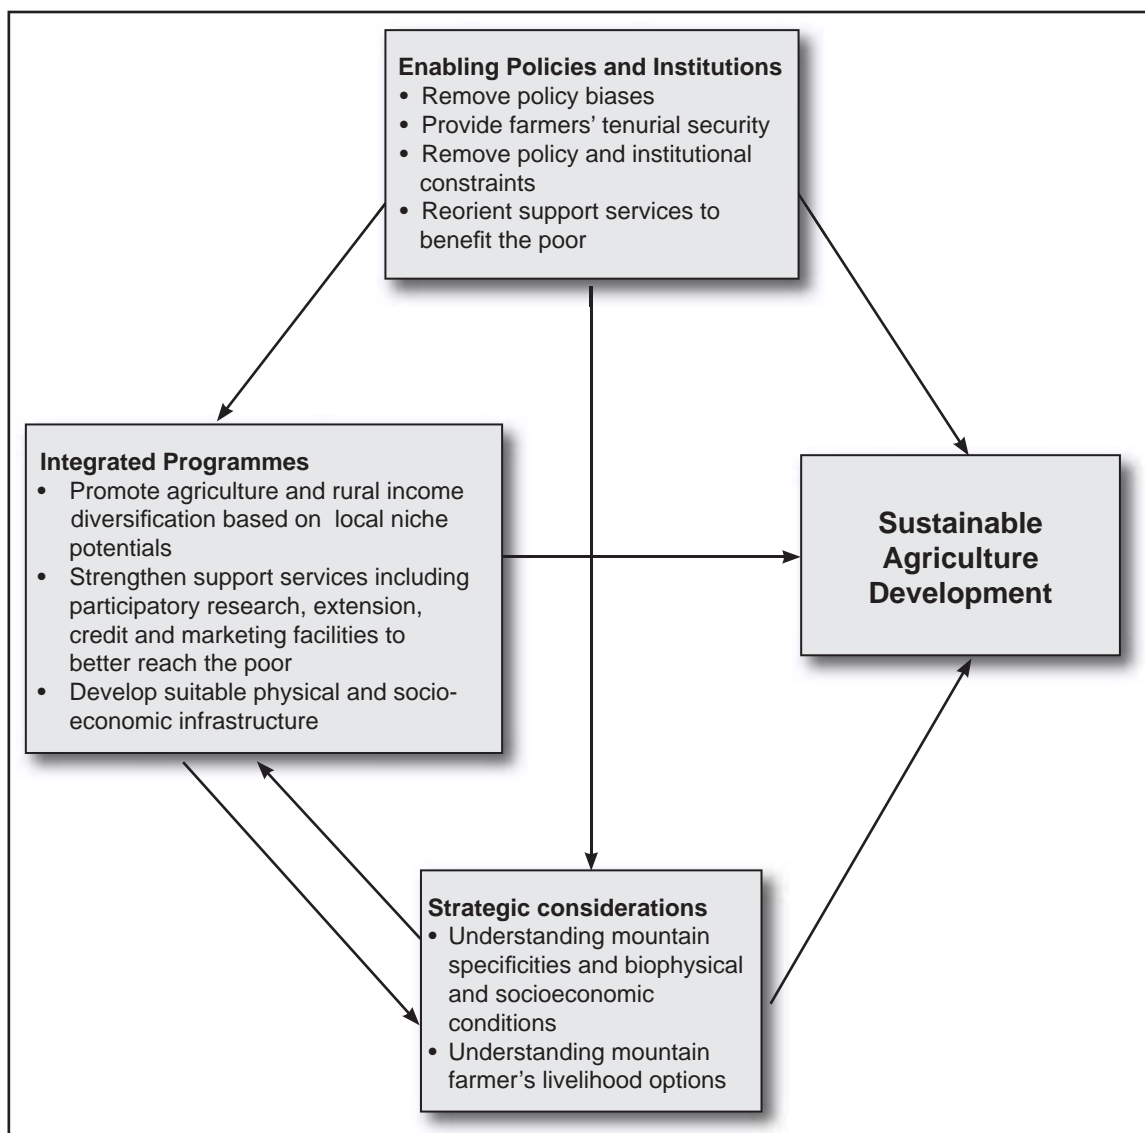 Enabling Policies and Institutions
• Remove policy biases
• Provide farmers' tenurial security
• Remove policy and institutional
constraints
• Reorient support services to
benefit the poor
Integrated Programmes
• Promote agriculture and rural income
diversification based on local niche
potentials
• Strengthen support services including
participatory research, extension,
credit and marketing facilities to
better reach the poor
• Develop suitable physical and socio-
economic infrastructure
Sustainable
Agriculture
Development
Strategic considerations
• Understanding mountain
specificities and biophysical
and socioeconomic
conditions
• Understanding mountain
farmer's livelihood options